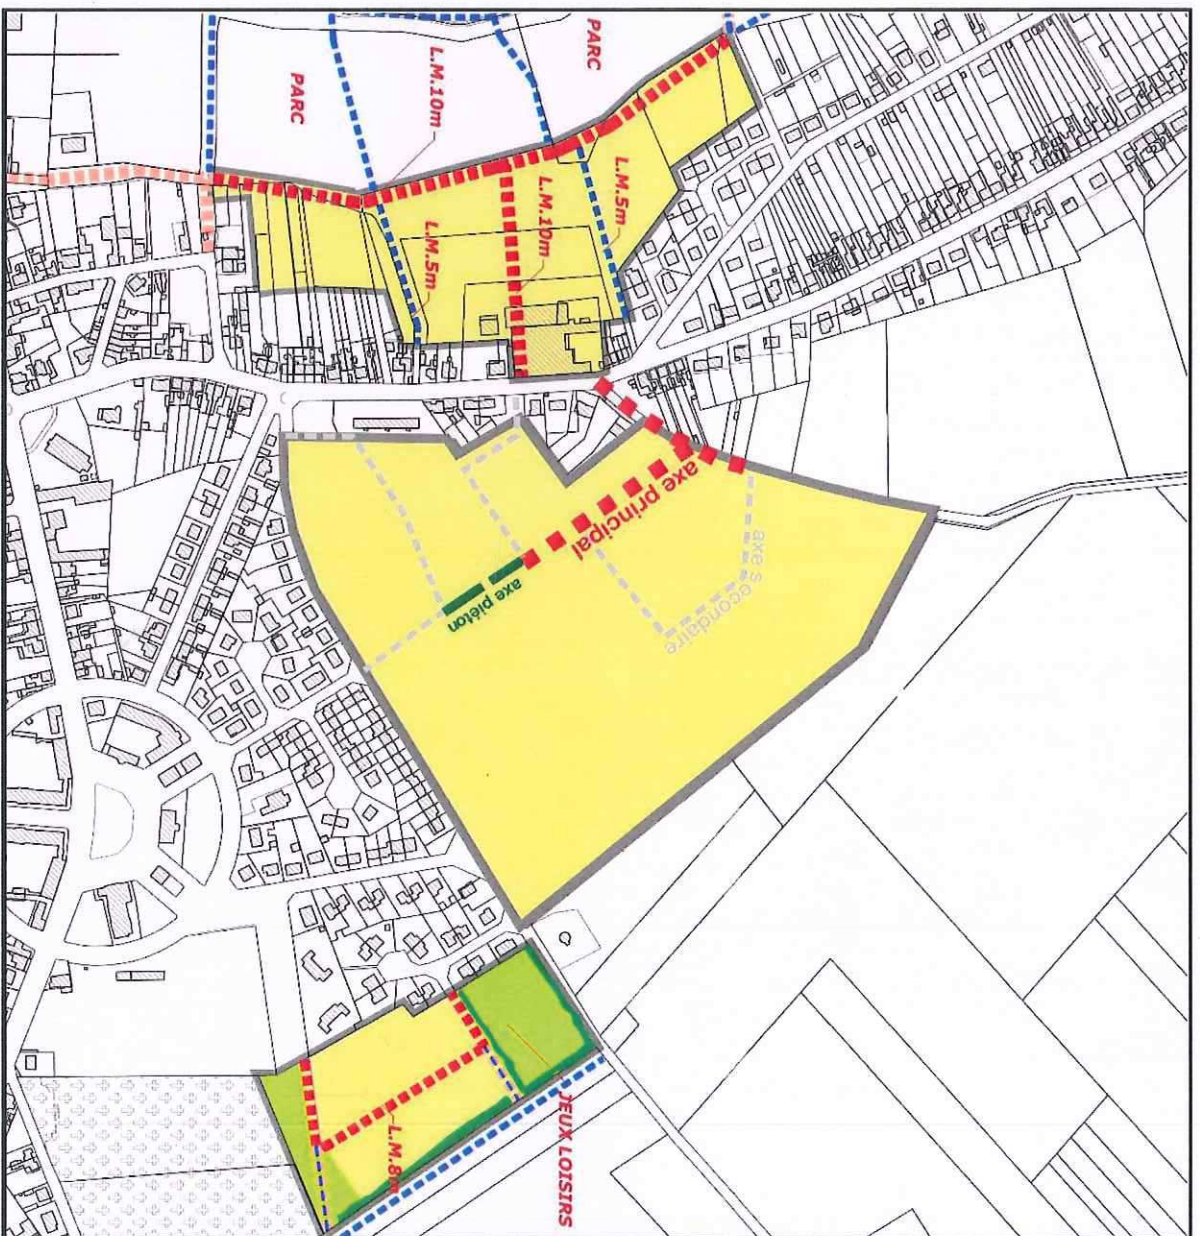 PARC
L.M.10m
PARC
L.M.5m
L.M.10m
L.M.5m
axe principal
axe secondaire
axe piéton
L.M.8m
JEUX LOISIRS